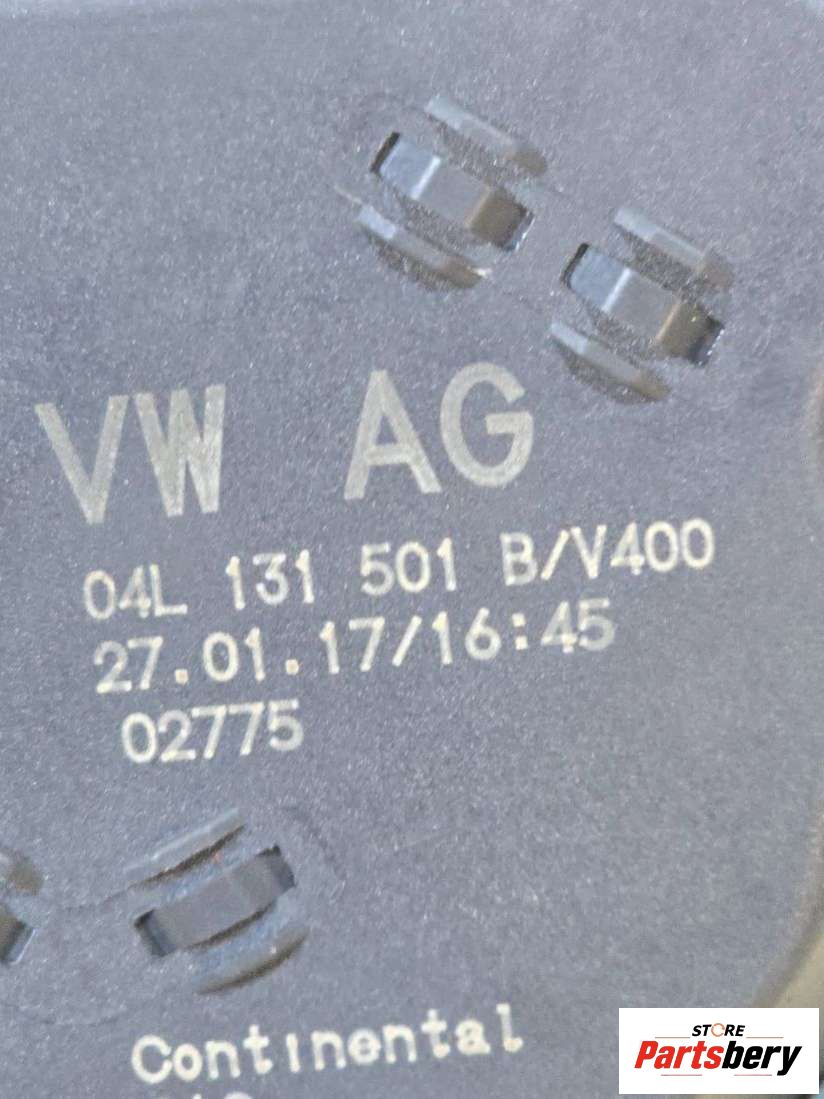 VW AG
04L 131 501 B/V400
27.01.17/16:45
02775
Continental
STORE
Partsbery